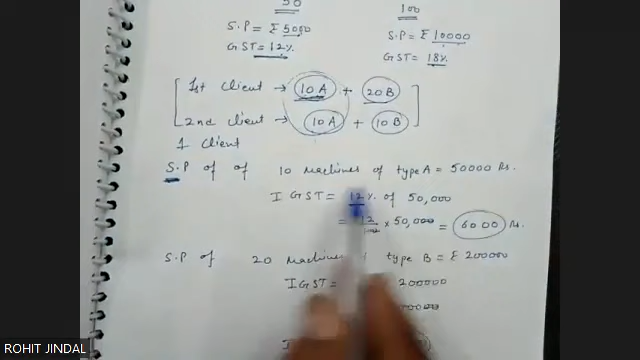 50
100
S.P = ₹ 5000
S.P = ₹ 10000
GST = 12%
GST = 18%
1st Client → 10 A + 20 B
2nd Client → 10 A + 10 B
1 Client
S.P of of 10 machines of type A = 50000 Rs.
I GST = 12% of 50,000
= 12/100 × 50,000 = 6000 Rs.
S.P of 20 machines type B = ₹ 200000
I GST = 200000
I
ROHIT JINDAL